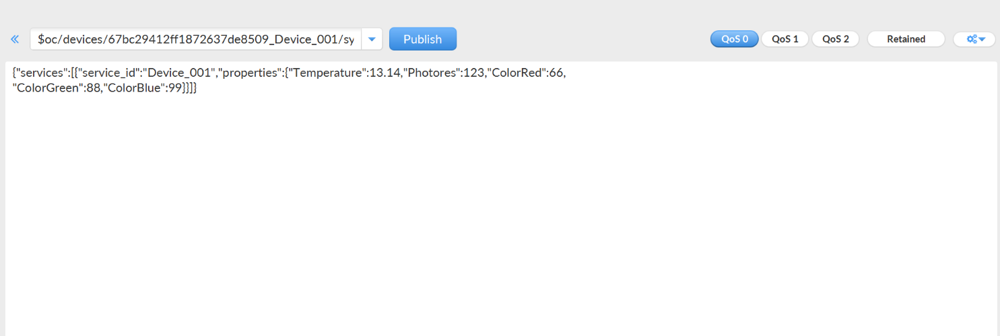 $oc/devices/67bc29412ff1872637de8509_Device_001/sy
Publish
QoS 0
QoS 1
QoS 2
Retained
{"services":[{"service_id":"Device_001","properties":{"Temperature":13.14,"Photores":123,"ColorRed":66,
"ColorGreen":88,"ColorBlue":99}}]}